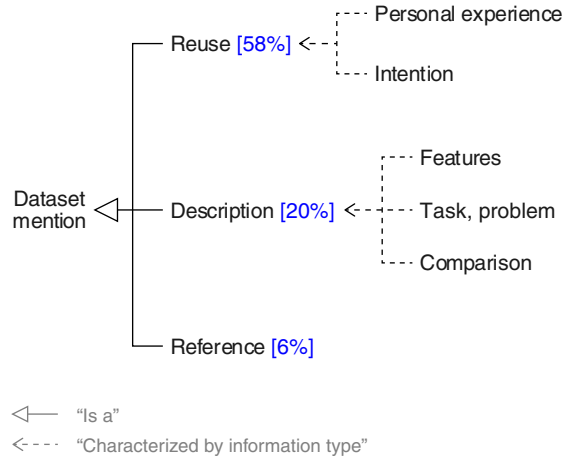 Personal experience
Reuse [58%]
Intention
Features
Dataset
mention
Description [20%]
Task, problem
Comparison
Reference [6%]
“Is a”
“Characterized by information type”